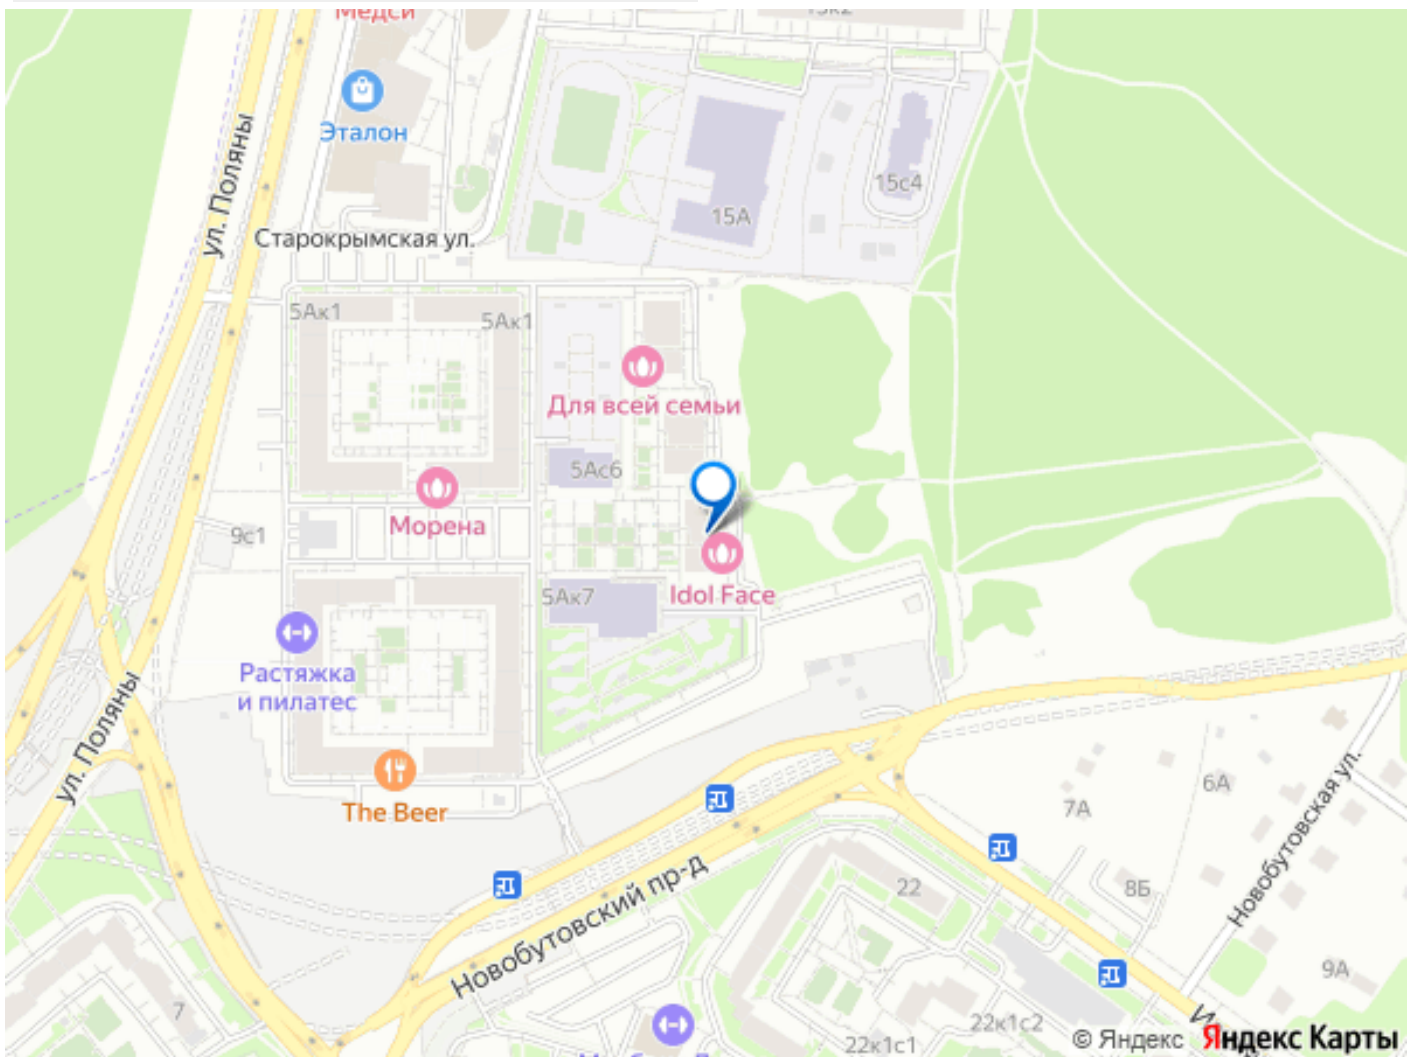 Медси
15к2
Эталон
ул. Поляны
15с4
15А
Старокрымская ул.
5Ак1
5Ак1
Для всей семьи
5Ас6
Морена
9с1
5Ак7
Idol Face
Растяжка
и пилатес
ул. Поляны
The Beer
6А
7А
Новобутовская ул.
22
8Б
Новобутовский пр-д
9А
7
22к1с2
22к1с1
© Яндекс Яндекс Карты